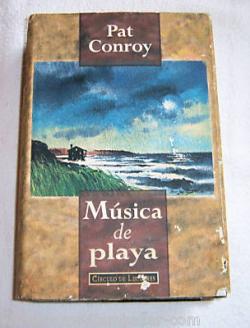 Pat
Conroy
Música
de
playa
CÍRCULO DE LECTORES